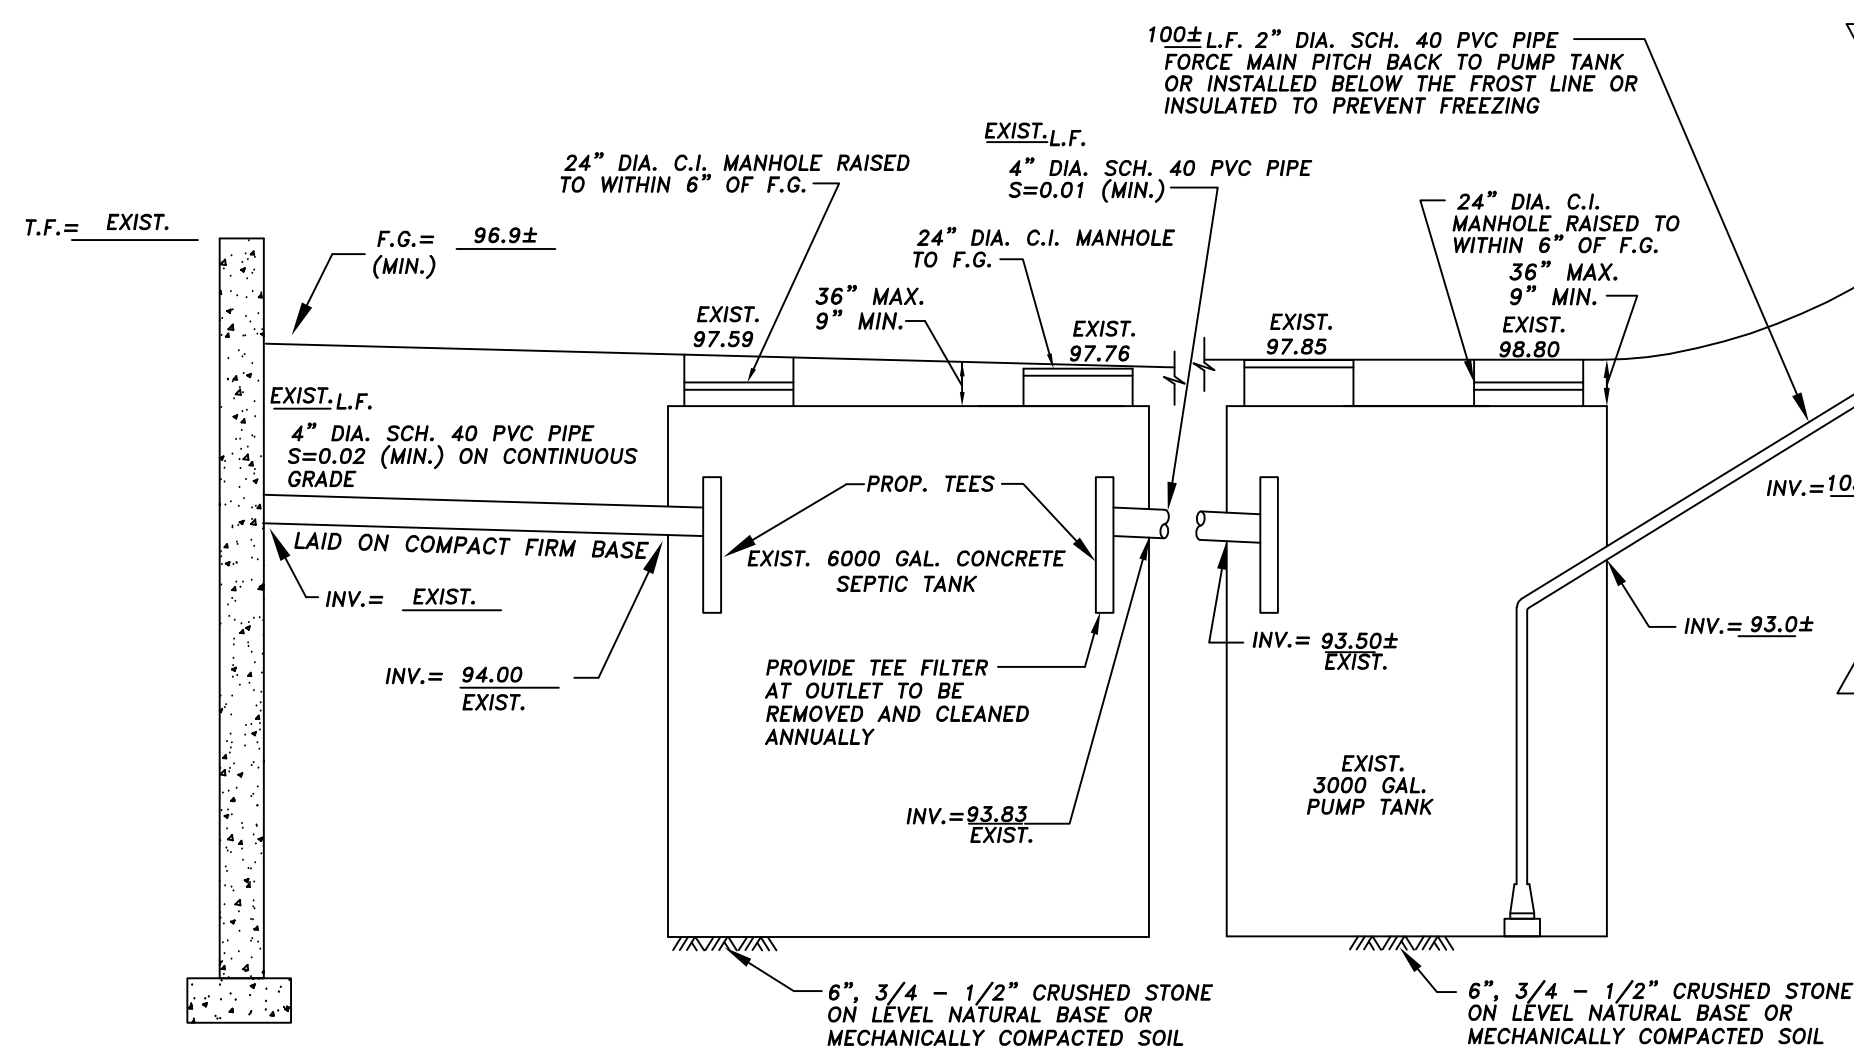 100± L.F. 2” DIA. SCH. 40 PVC PIPE
FORCE MAIN PITCH BACK TO PUMP TANK
OR INSTALLED BELOW THE FROST LINE OR
INSULATED TO PREVENT FREEZING
EXIST. L.F.
4” DIA. SCH. 40 PVC PIPE
S=0.01 (MIN.)
24” DIA. C.I. MANHOLE RAISED
TO WITHIN 6” OF F.G.
24” DIA. C.I.
MANHOLE RAISED TO
WITHIN 6” OF F.G.
36” MAX.
9” MIN.
T.F.= EXIST.
F.G.= 96.9±
(MIN.)
24” DIA. C.I. MANHOLE
TO F.G.
36” MAX.
9” MIN.
EXIST.
97.59
EXIST.
97.76
EXIST.
97.85
EXIST.
98.80
EXIST. L.F.
4” DIA. SCH. 40 PVC PIPE
S=0.02 (MIN.) ON CONTINUOUS
GRADE
LAID ON COMPACT FIRM BASE
PROP. TEES
EXIST. 6000 GAL. CONCRETE
SEPTIC TANK
INV.=
INV.= EXIST.
INV.= 94.00
EXIST.
INV.= 93.50±
EXIST.
INV.= 93.0±
PROVIDE TEE FILTER
AT OUTLET TO BE
REMOVED AND CLEANED
ANNUALLY
INV.=93.83
EXIST.
EXIST.
3000 GAL.
PUMP TANK
6”, 3/4 - 1/2” CRUSHED STONE
ON LEVEL NATURAL BASE OR
MECHANICALLY COMPACTED SOIL
6”, 3/4 - 1/2” CRUSHED STONE
ON LEVEL NATURAL BASE OR
MECHANICALLY COMPACTED SOIL